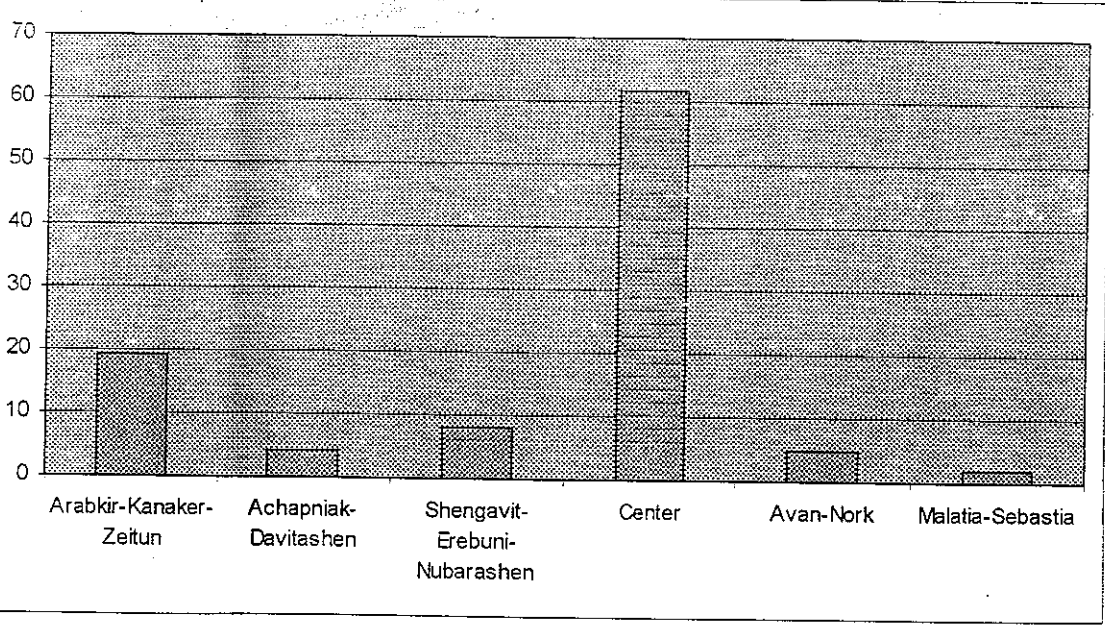 70
60
50
40
30
20
10
0
Arabkir-Kanaker-
Zeitun
Achapniak-
Davitashen
Shengavit-
Erebuni-
Nubarashen
Center
Avan-Nork
Malatia-Sebastia